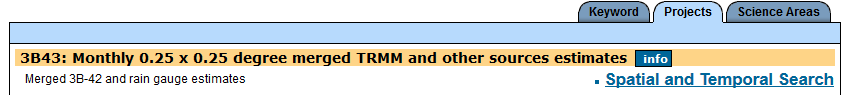 Keyword Projects Science Areas
3B43: Monthly 0.25 x 0.25 degree merged TRMM and other sources estimates info
Merged 3B-42 and rain gauge estimates Spatial and Temporal Search